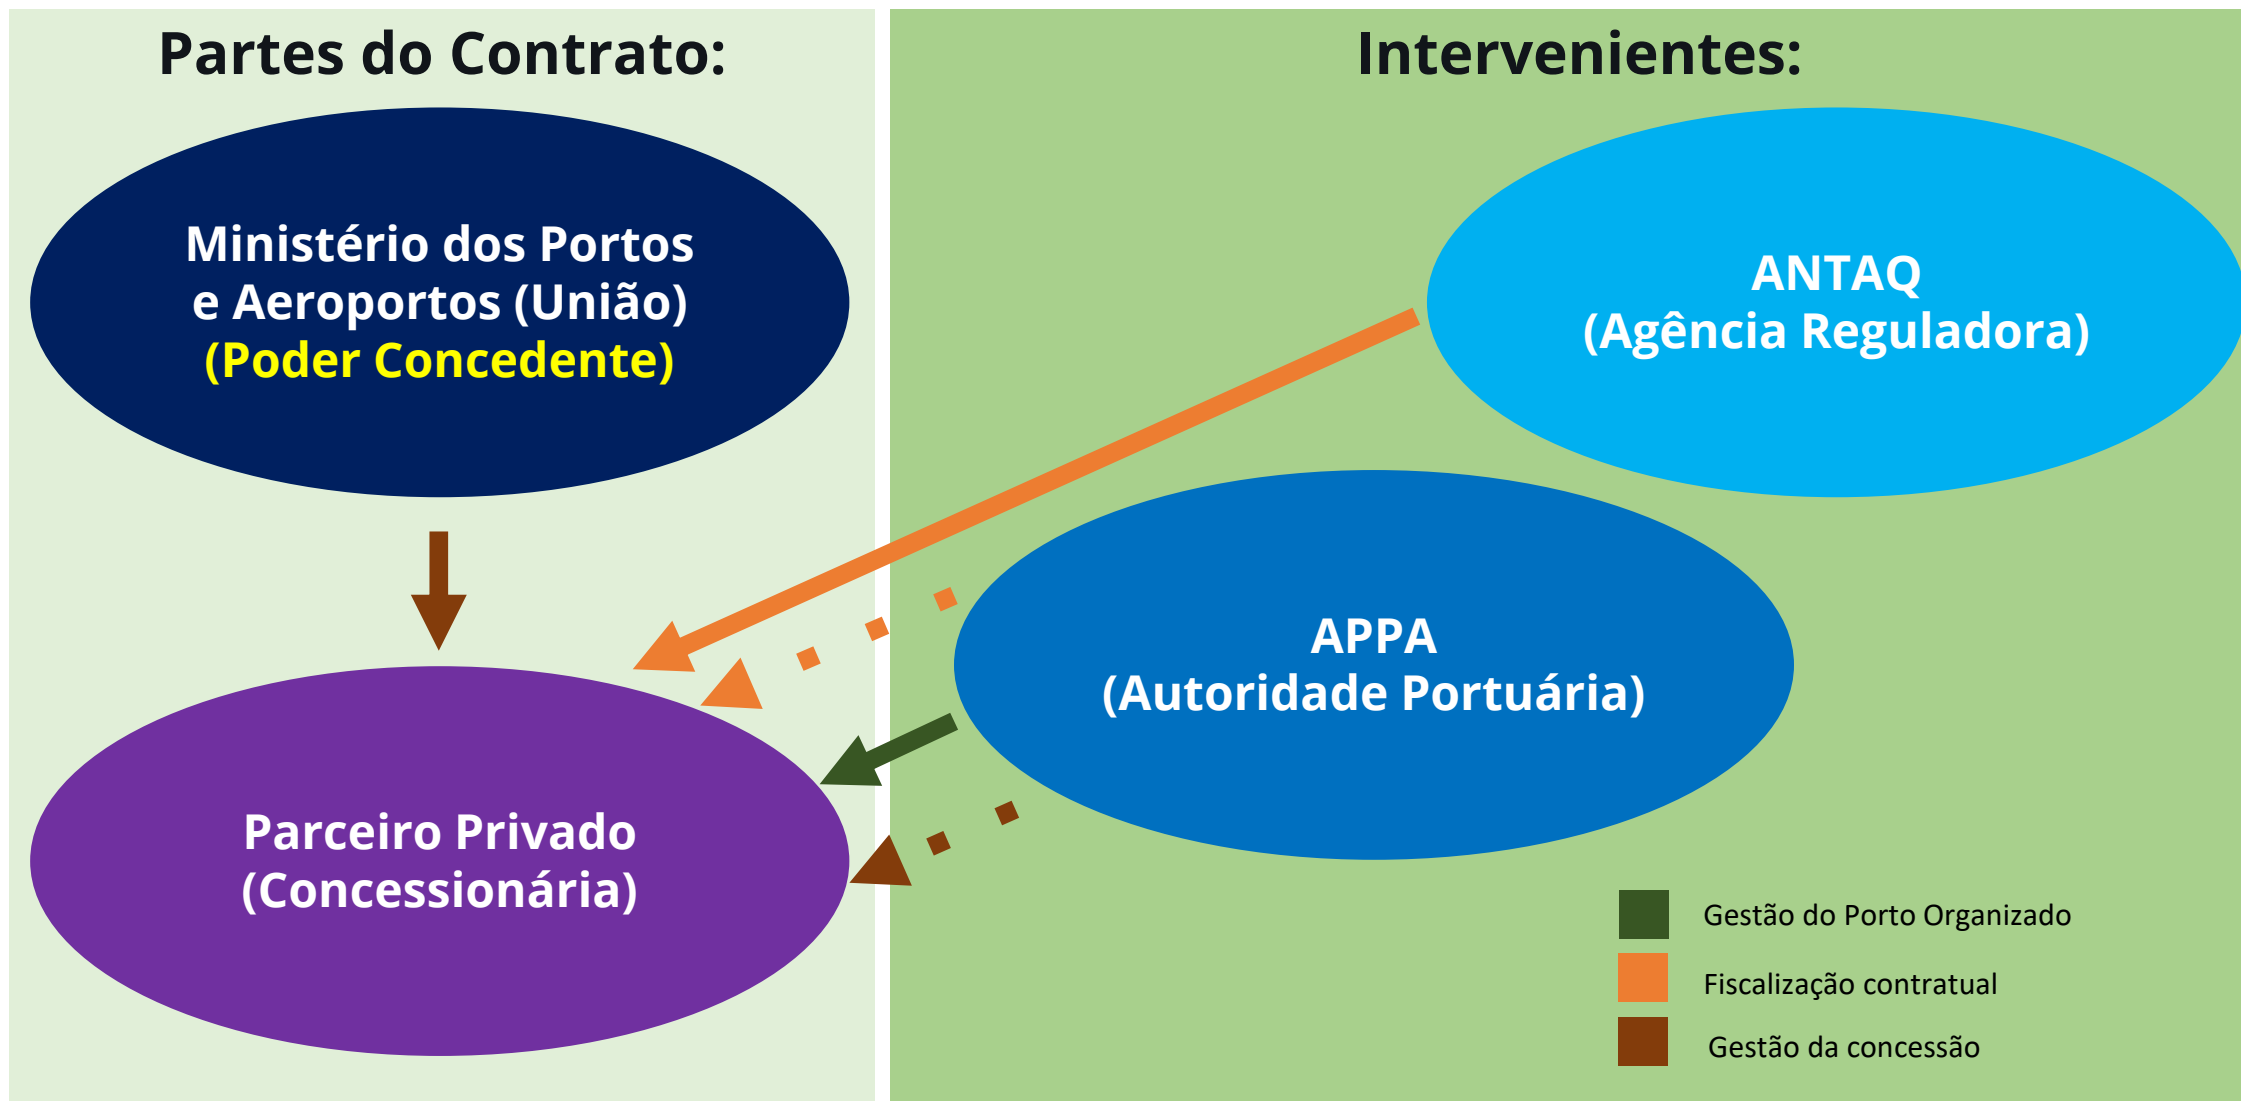 Partes do Contrato:
Ministério dos Portos
e Aeroportos (União)
(Poder Concedente)
Parceiro Privado
(Concessionária)
Intervenientes:
ANTAQ
(Agência Reguladora)
APPA
(Autoridade Portuária)
Gestão do Porto Organizado
Fiscalização contratual
Gestão da concessão